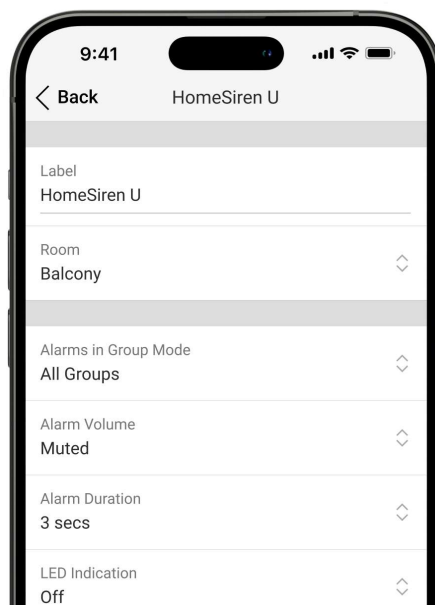 9:41
Back HomeSiren U
Label
HomeSiren U
Room
Balcony
Alarms in Group Mode
All Groups
Alarm Volume
Muted
Alarm Duration
3 secs
LED Indication
Off